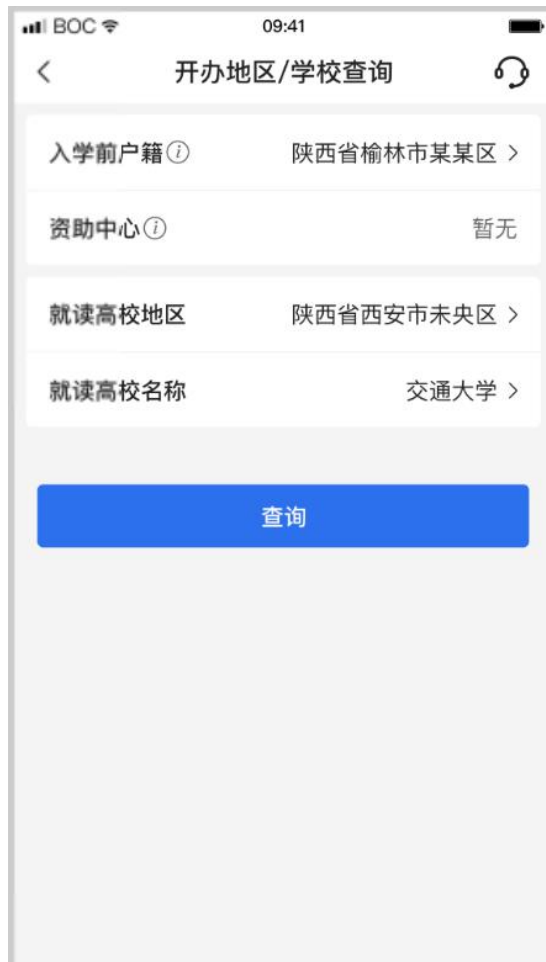 BOC 09:41
开办地区/学校查询
入学前户籍 陕西省榆林市某某区
资助中心 暂无
就读高校地区 陕西省西安市未央区
就读高校名称 交通大学
查询